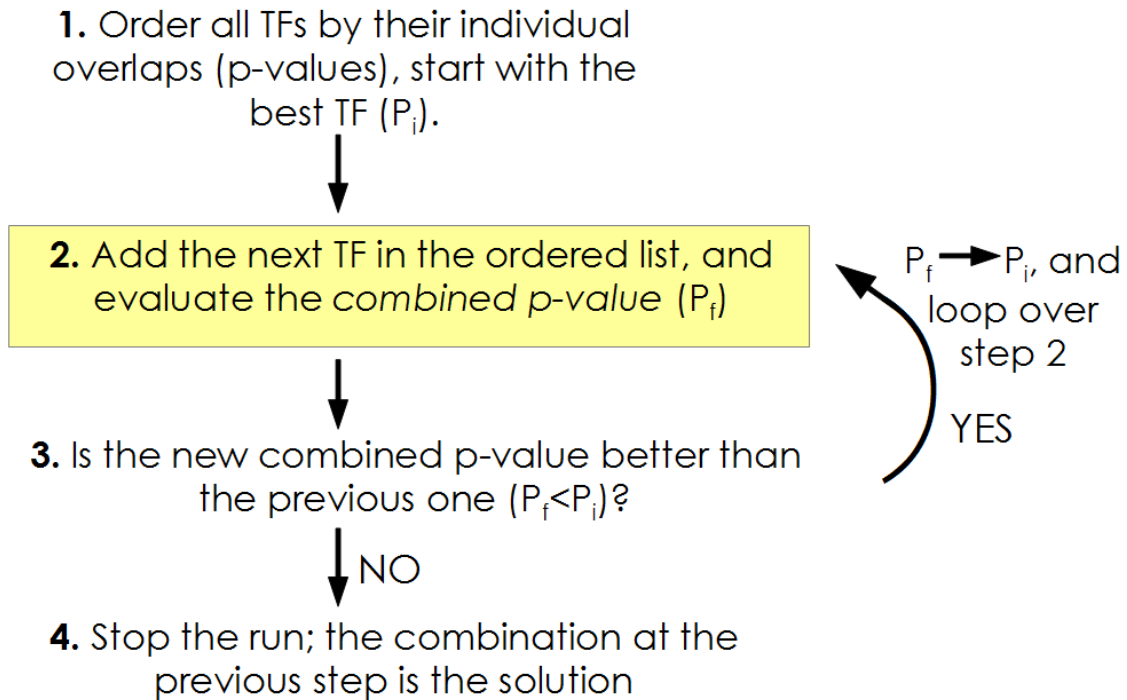 1. Order all TFs by their individual
overlaps (p-values), start with the
best TF (Pi).
2. Add the next TF in the ordered list, and
evaluate the combined p-value (Pf)
Pf → Pi, and
loop over
step 2
YES
3. Is the new combined p-value better than
the previous one (Pf<Pi)?
NO
4. Stop the run; the combination at the
previous step is the solution